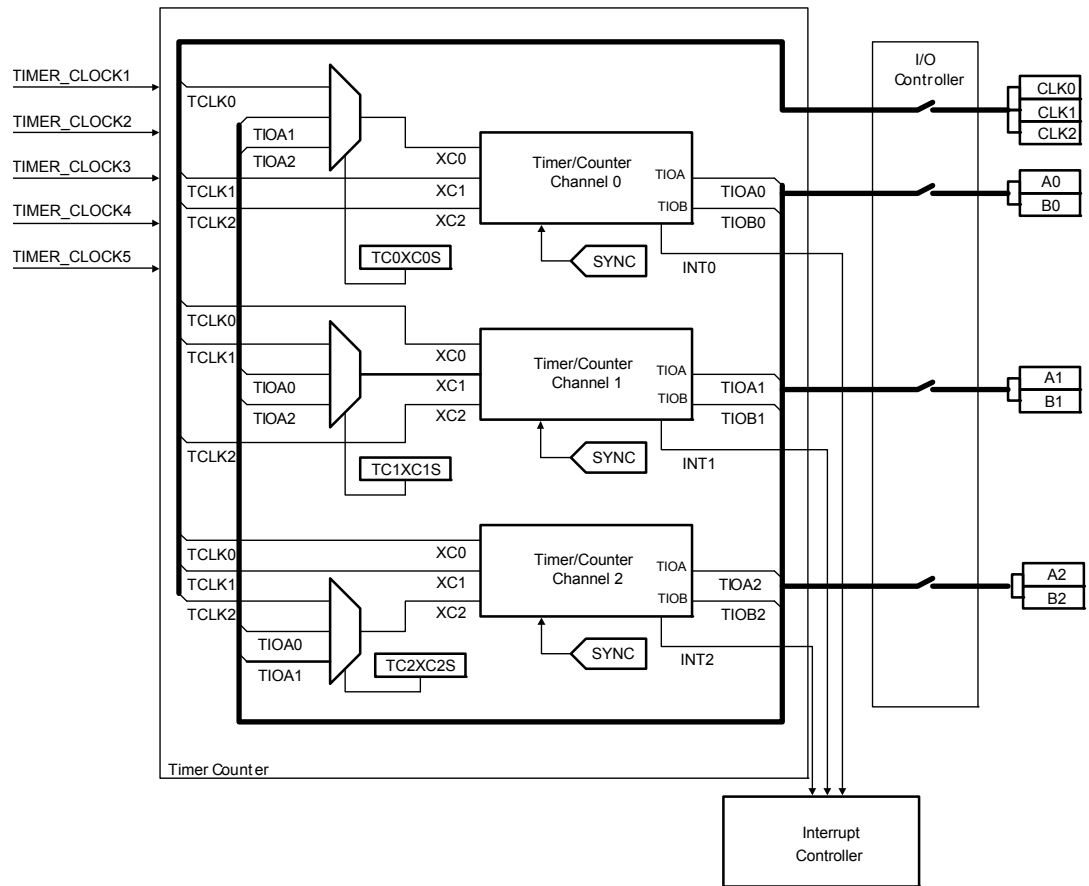 TIMER_CLOCK1
TIMER_CLOCK2
TIMER_CLOCK3
TIMER_CLOCK4
TIMER_CLOCK5
TCLK0
TIOA1
TIOA2
TCLK1
TCLK2
XC0
XC1
XC2
Timer/Counter
Channel 0
TIOA
TIOB
TIOA0
TIOB0
TC0XC0S
SYNC
INT0
TCLK0
TCLK1
TIOA0
TIOA2
TCLK2
XC0
XC1
XC2
Timer/Counter
Channel 1
TIOA
TIOB
TIOA1
TIOB1
TC1XC1S
SYNC
INT1
TCLK0
TCLK1
TCLK2
TIOA0
TIOA1
XC0
XC1
XC2
Timer/Counter
Channel 2
TIOA
TIOB
TIOA2
TIOB2
TC2XC2S
SYNC
INT2
Timer Counter
I/O
Controller
CLK0
CLK1
CLK2
A0
B0
A1
B1
A2
B2
Interrupt
Controller